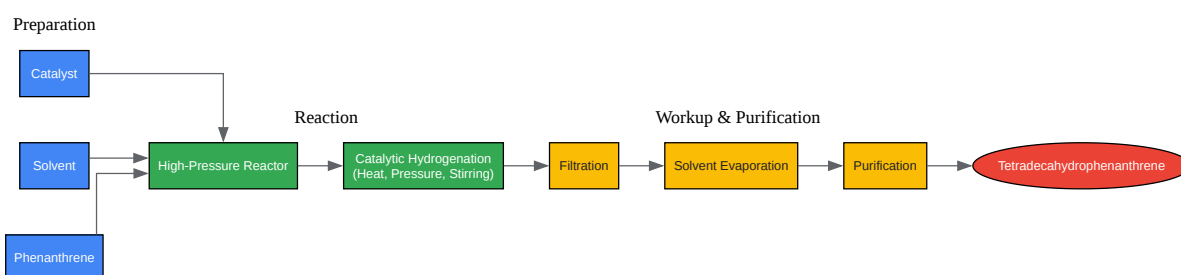 Preparation
Catalyst
Reaction
Workup & Purification
Solvent
High-Pressure Reactor
Catalytic Hydrogenation
(Heat, Pressure, Stirring)
Filtration
Solvent Evaporation
Purification
Tetradecahydrophenanthrene
Phenanthrene